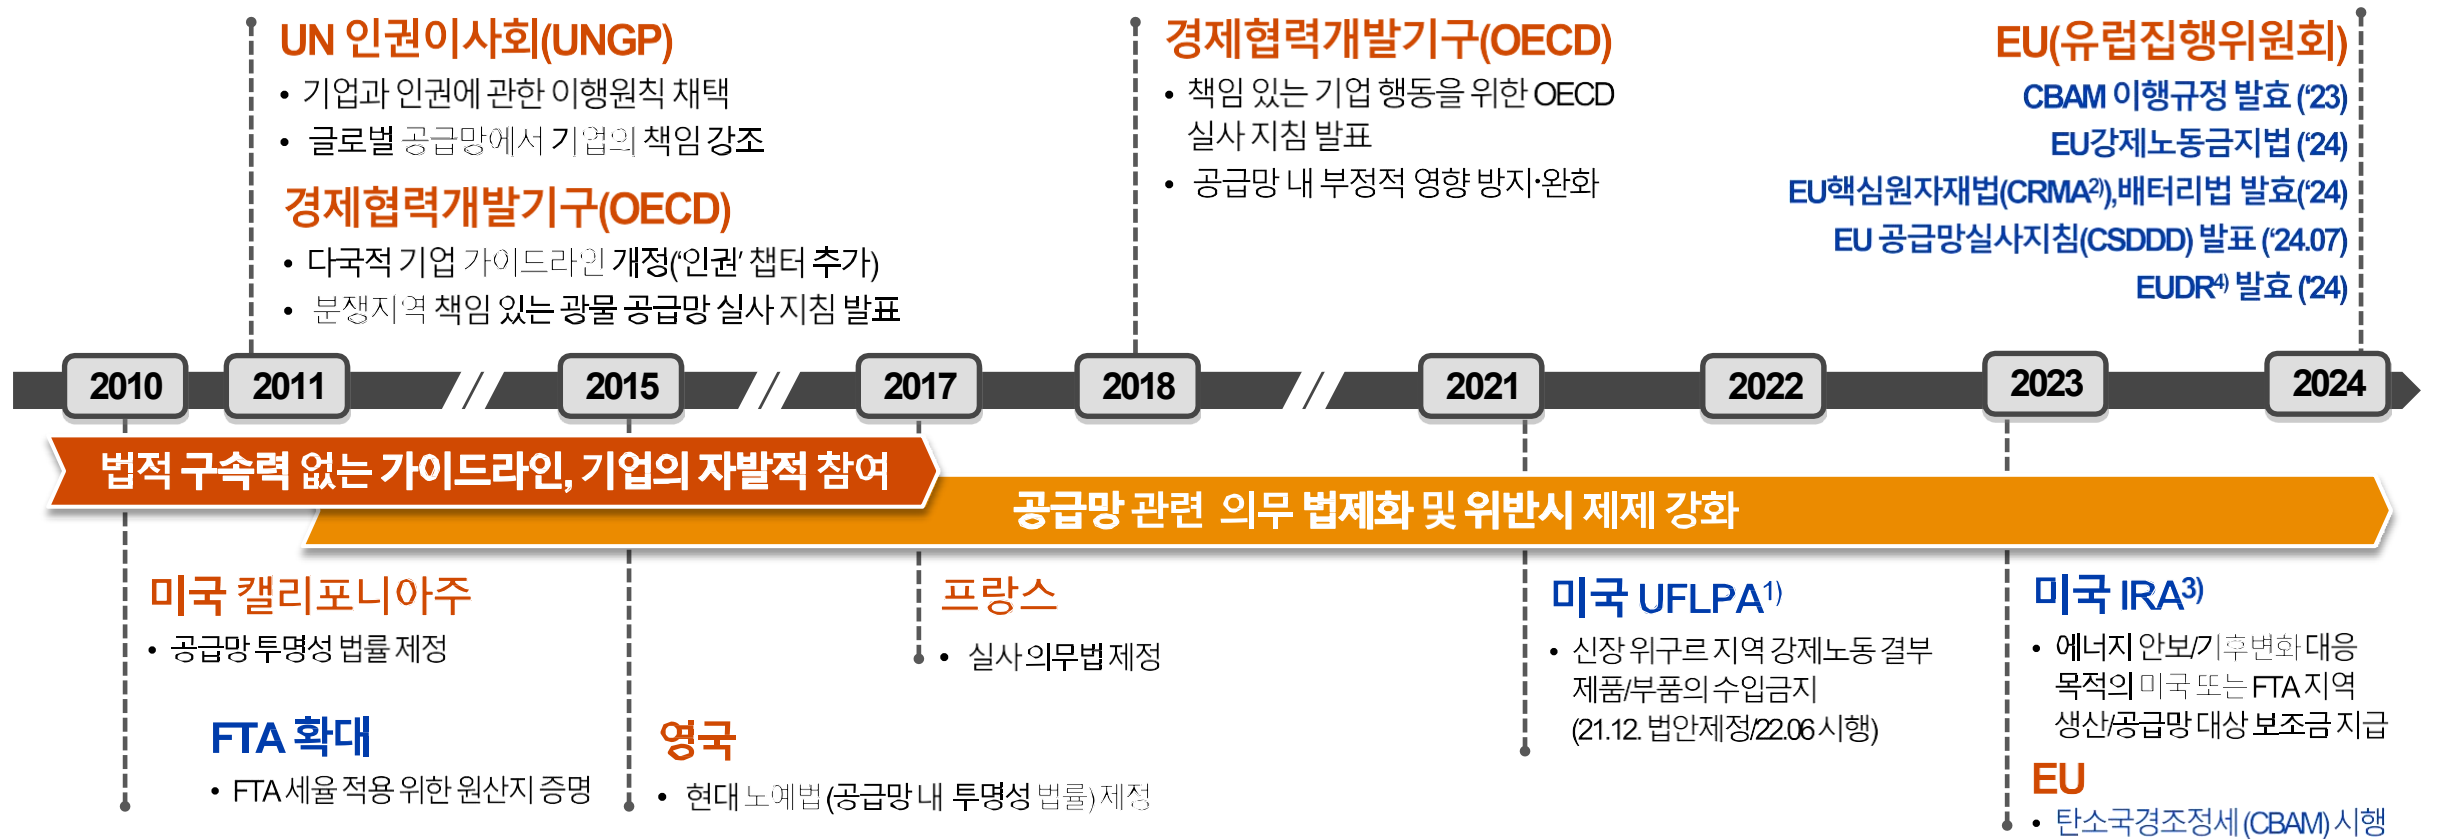 UN 인권이사회(UNGP)
• 기업과 인권에 관한 이행원칙 채택
• 글로벌 공급망에서 기업의 책임 강조
경제협력개발기구(OECD)
• 다국적 기업 가이드라인 개정(‘인권’ 챕터 추가)
• 분쟁지역 책임 있는 광물 공급망 실사 지침 발표
경제협력개발기구(OECD)
• 책임 있는 기업 행동을 위한 OECD
실사 지침 발표
• 공급망 내 부정적 영향 방지·완화
EU(유럽집행위원회)
CBAM 이행규정 발효 (‘23)
EU강제노동금지법 (‘24)
EU핵심원자재법(CRMA2)),배터리법 발효(‘24)
EU 공급망실사지침(CSDDD) 발표 (‘24.07)
EUDR4) 발효 (‘24)
2010
2011
2015
2017
2018
2021
2022
2023
2024
법적 구속력 없는 가이드라인, 기업의 자발적 참여
공급망 관련 의무 법제화 및 위반시 제제 강화
미국 캘리포니아주
• 공급망 투명성 법률 제정
FTA 확대
• FTA 세율 적용 위한 원산지 증명
영국
• 현대 노예법 (공급망 내 투명성 법률) 제정
프랑스
• 실사 의무법 제정
미국 UFLPA1)
• 신장 위구르 지역 강제노동 결부
제품/부품의 수입금지
(21.12. 법안제정/22.06 시행)
미국 IRA3)
• 에너지 안보/기후변화 대응
목적의 미국 또는 FTA 지역
생산/공급망 대상 보조금 지급
EU
• 탄소국경조정세 (CBAM) 시행